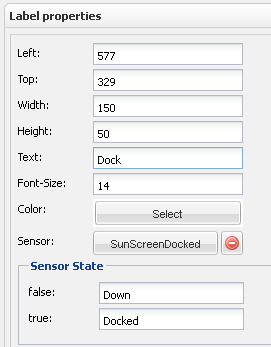 Label properties
Left: 577
Top: 329
Width: 150
Height: 50
Text: Dock
Font-Size: 14
Color: Select
Sensor: SunScreenDocked
Sensor State
false: Down
true: Docked